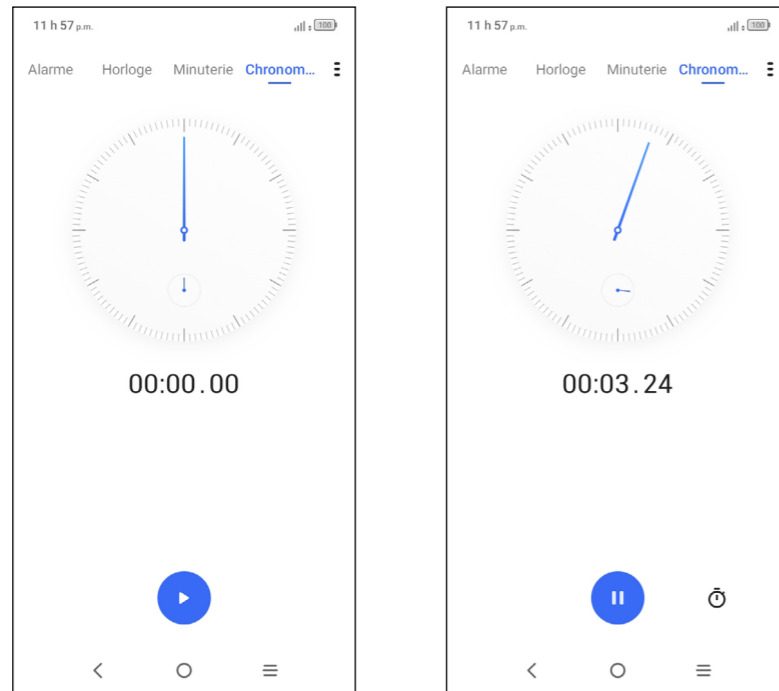 11 h 57 p.m. 100
Alarme Horloge Minuterie Chronom...
00:00.00
11 h 57 p.m. 100
Alarme Horloge Minuterie Chronom...
00:03.24